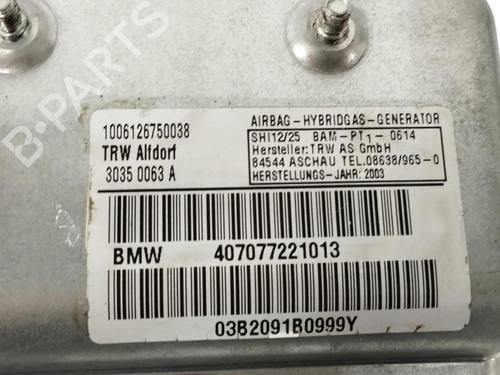 1006126750038
TRW Alfdorf
3035 0063 A
AIRBAG - HYBRIDGAS - GENERATOR
SHI12/25 BAM-PT1-0614
Hersteller: TRW AS GmbH
84544 ASCHAU TEL.08638/965-0
HERSTELLUNGS-JAHR: 2003
BMW 407077221013
03B2091B0999Y
B-PARTS